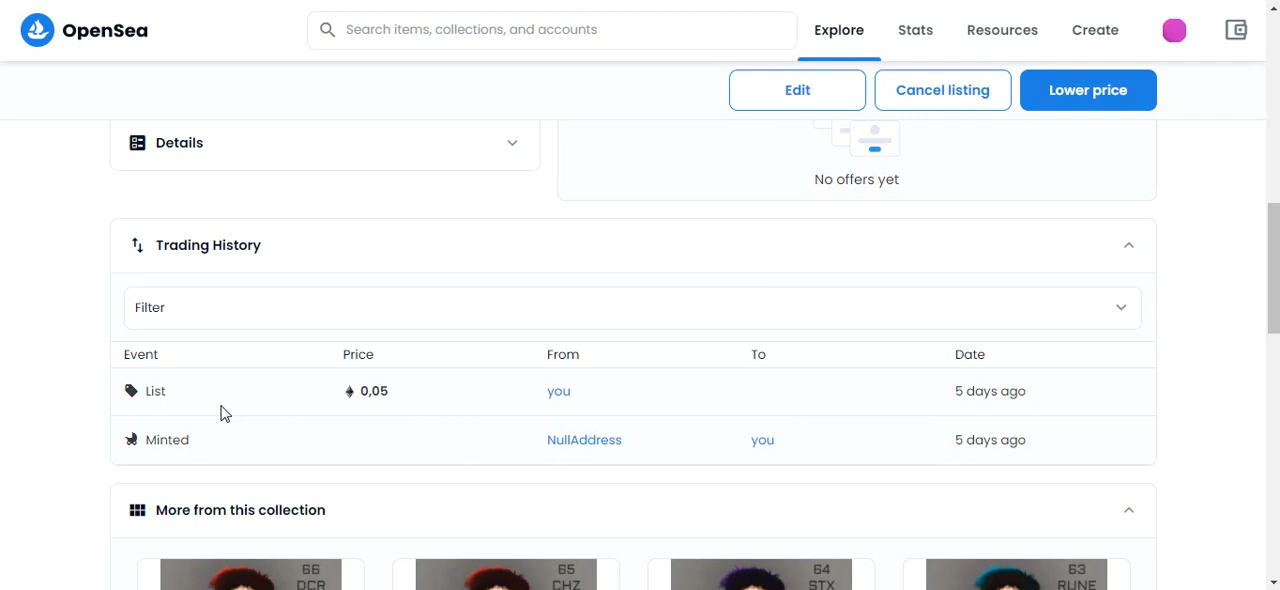 OpenSea
Search items, collections, and accounts
Explore
Stats
Resources
Create
Edit
Cancel listing
Lower price
Details
No offers yet
Trading History
Filter
Event Price From To Date
List 0,05 you 5 days ago
Minted NullAddress you 5 days ago
More from this collection
66
DCR
65
CHZ
64
STX
63
RUNE